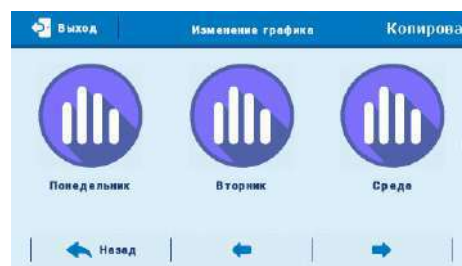 Выход Изменение графика Копирова
Понедельник Вторник Среда
Назад